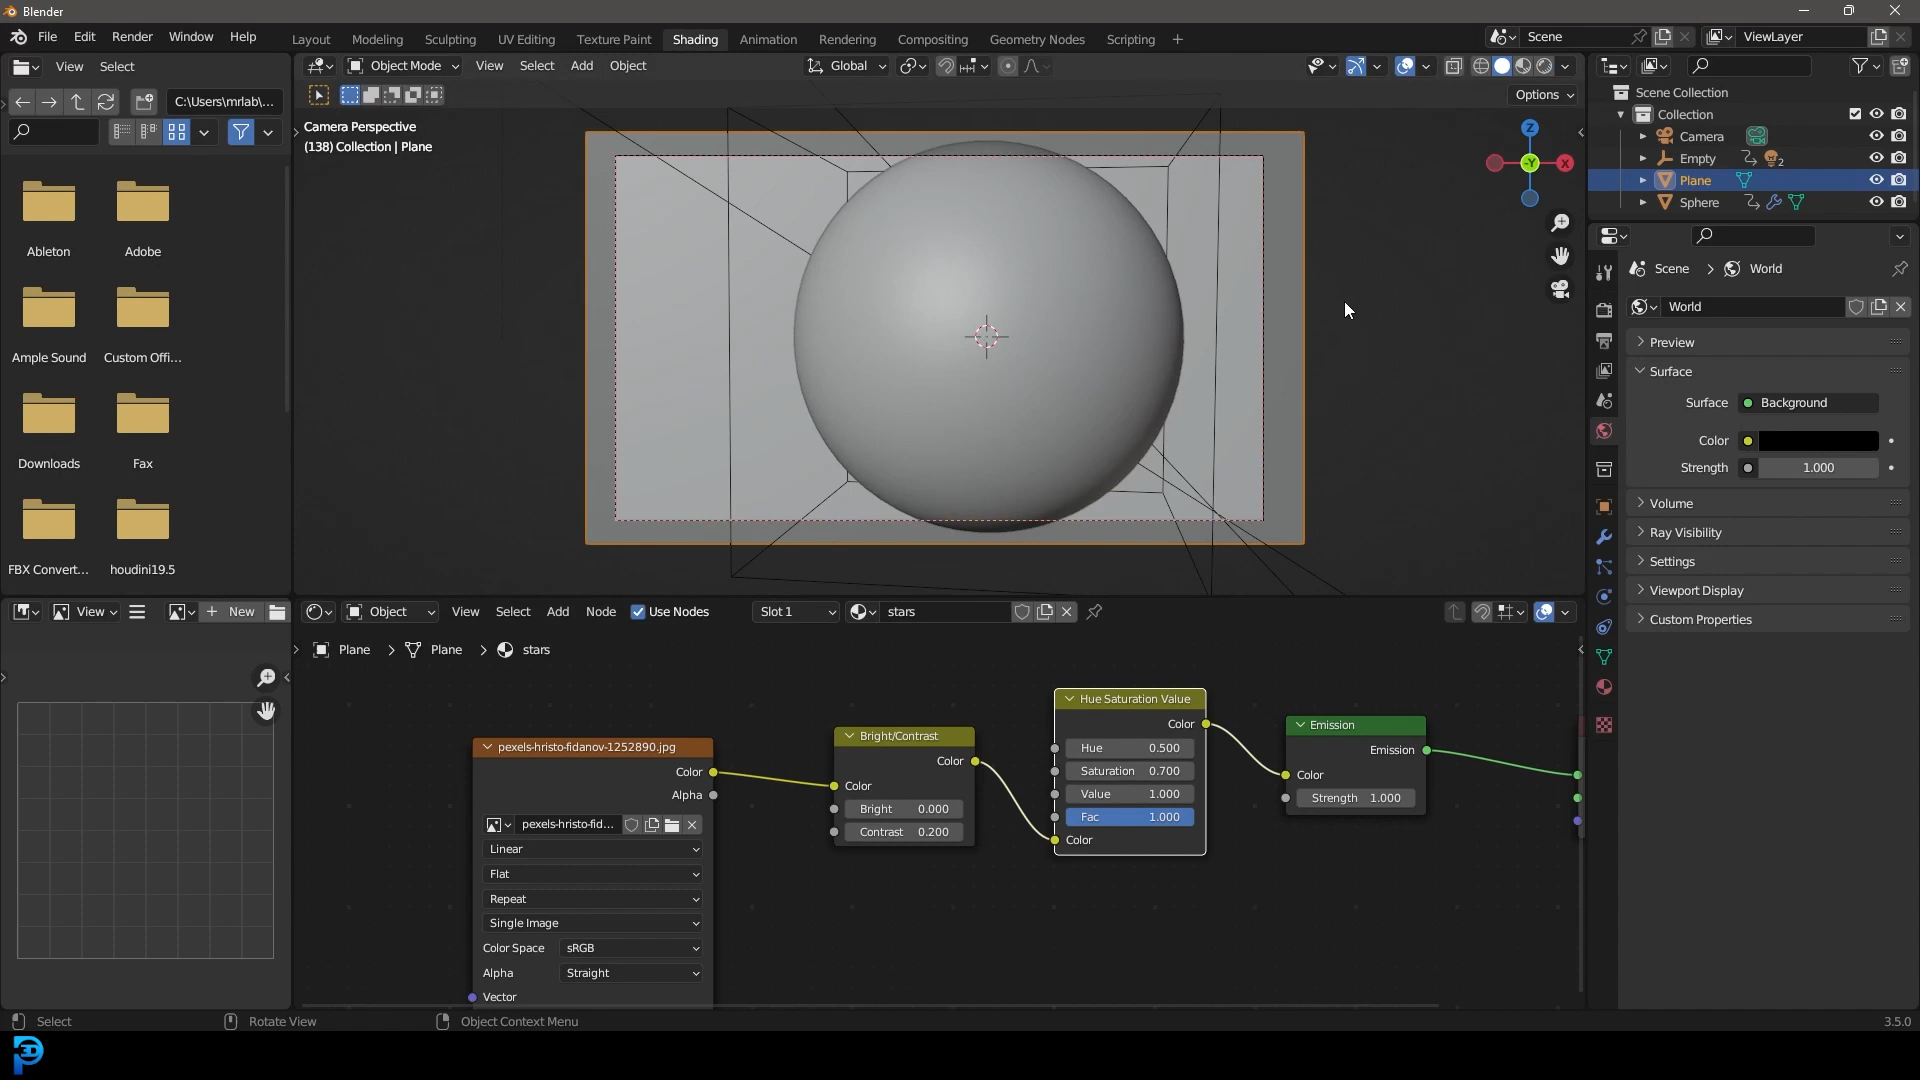 Blender
File Edit Render Window Help
Layout Modeling Sculpting UV Editing Texture Paint Shading Animation Rendering Compositing Geometry Nodes Scripting +
Scene
ViewLayer
View Select
Object Mode View Select Add Object
Global
C:\Users\mrlab\...
Options
Camera Perspective
(138) Collection | Plane
Z
-Y
X
Ableton
Adobe
Ample Sound
Custom Offi...
Downloads
Fax
FBX Convert...
houdini19.5
Scene Collection
Collection
Camera
Empty
2
Plane
Sphere
Scene > World
World
Preview
Surface
Surface Background
Color
Strength 1.000
Volume
Ray Visibility
Settings
Viewport Display
Custom Properties
View
+ New
Object View Select Add Node Use Nodes
Slot 1
stars
Plane > Plane > stars
pexels-hristo-fidanov-1252890.jpg
Color
Alpha
pexels-hristo-fid...
Linear
Flat
Repeat
Single Image
Color Space sRGB
Alpha Straight
Vector
Bright/Contrast
Color
Color
Bright 0.000
Contrast 0.200
Hue Saturation Value
Color
Hue 0.500
Saturation 0.700
Value 1.000
Fac 1.000
Color
Emission
Emission
Color
Strength 1.000
Select
Rotate View
Object Context Menu
3.5.0